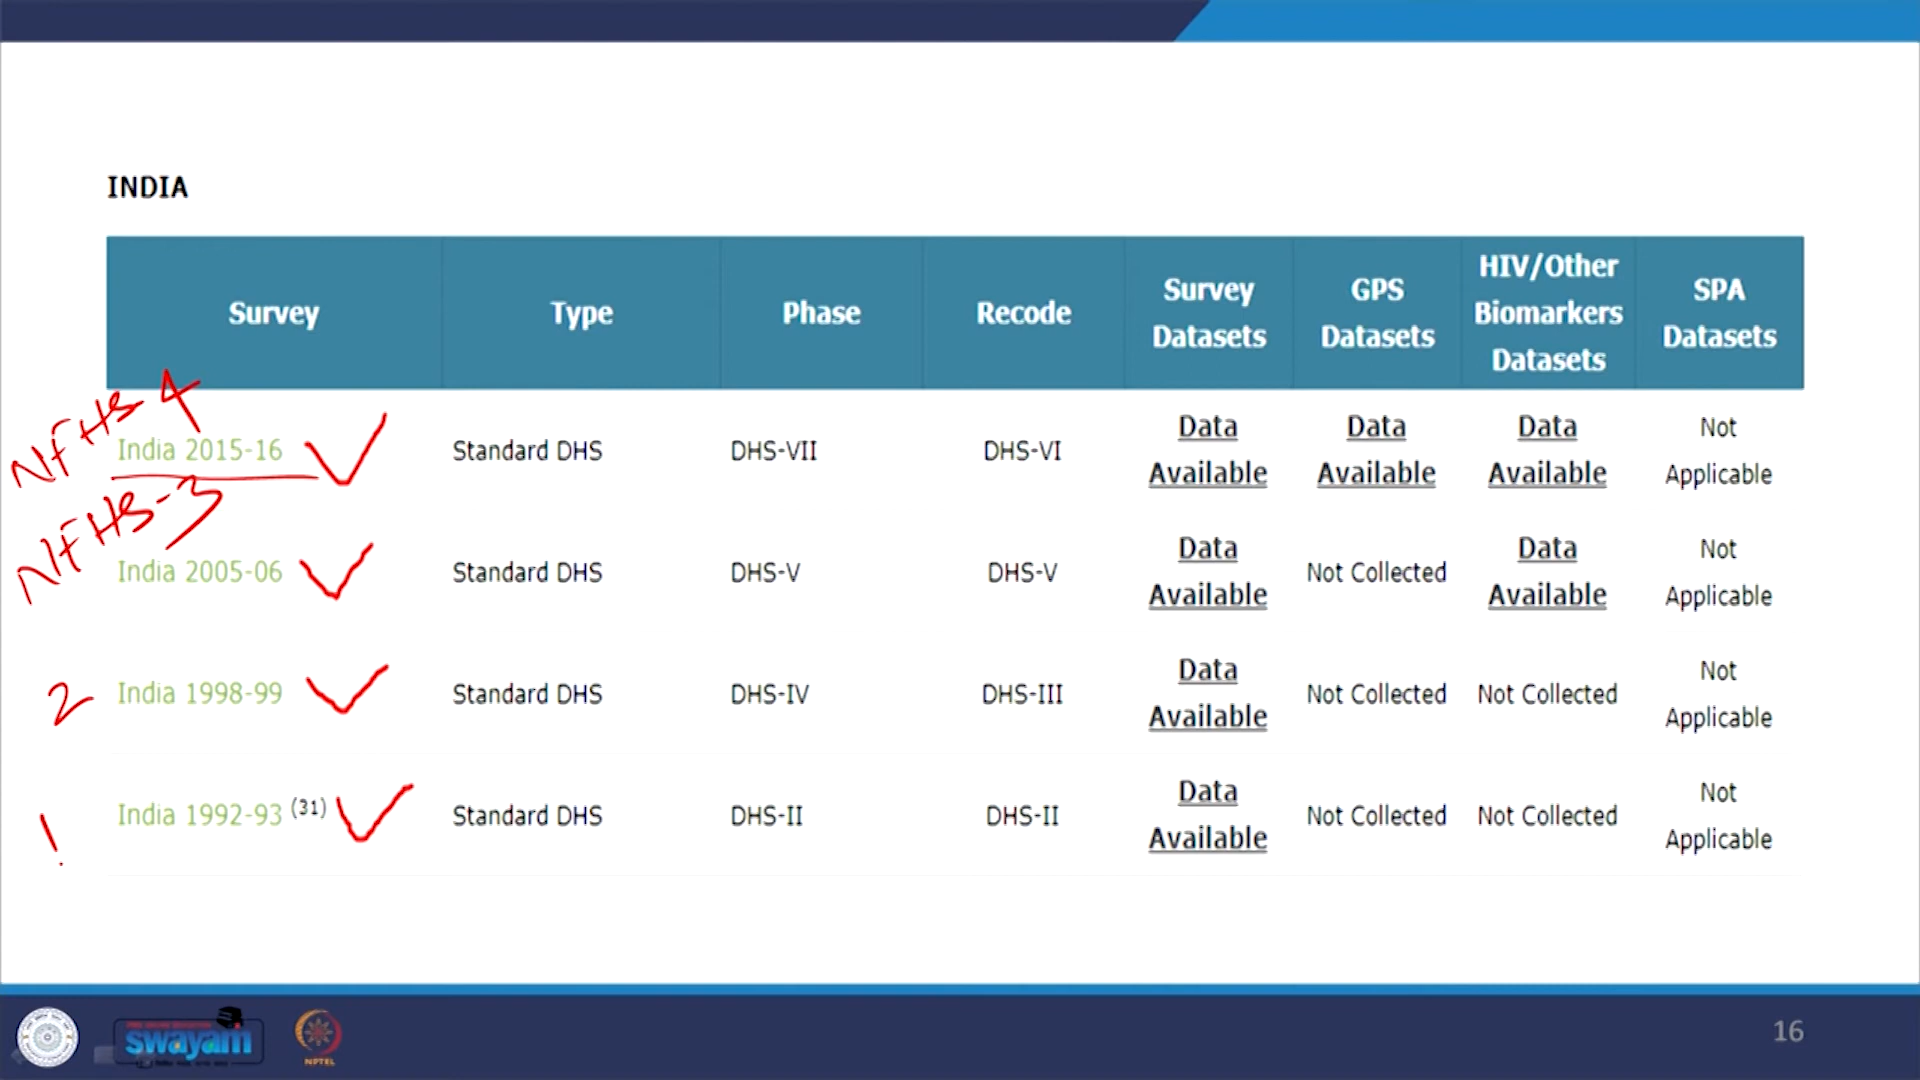 INDIA
Survey Type Phase Recode Survey Datasets GPS Datasets HIV/Other Biomarkers Datasets SPA Datasets
NFHS-4
India 2015-16 Standard DHS DHS-VII DHS-VI Data Available Data Available Data Available Not Applicable
NFHS-3
India 2005-06 Standard DHS DHS-V DHS-V Data Available Not Collected Data Available Not Applicable
2 India 1998-99 Standard DHS DHS-IV DHS-III Data Available Not Collected Not Collected Not Applicable
1 India 1992-93 (31) Standard DHS DHS-II DHS-II Data Available Not Collected Not Collected Not Applicable
swayam NPTEL 16